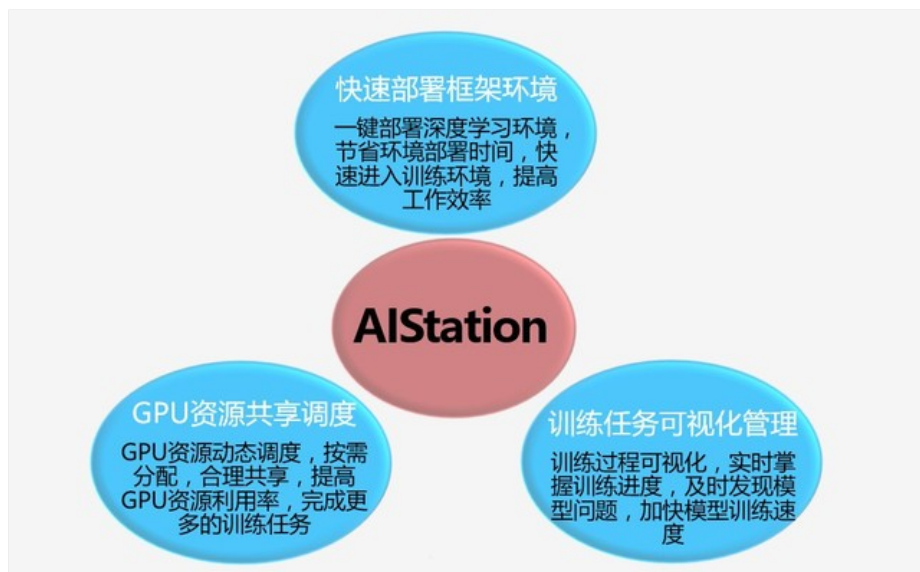 快速部署框架环境
一键部署深度学习环境，
节省环境部署时间，快
速进入训练环境，提高
工作效率
AIStation
GPU资源共享调度
GPU资源动态调度，按需
分配，合理共享，提高
GPU资源利用率，完成更
多的训练任务
训练任务可视化管理
训练过程可视化，实时掌
握训练进度，及时发现模
型问题，加快模型训练速
度